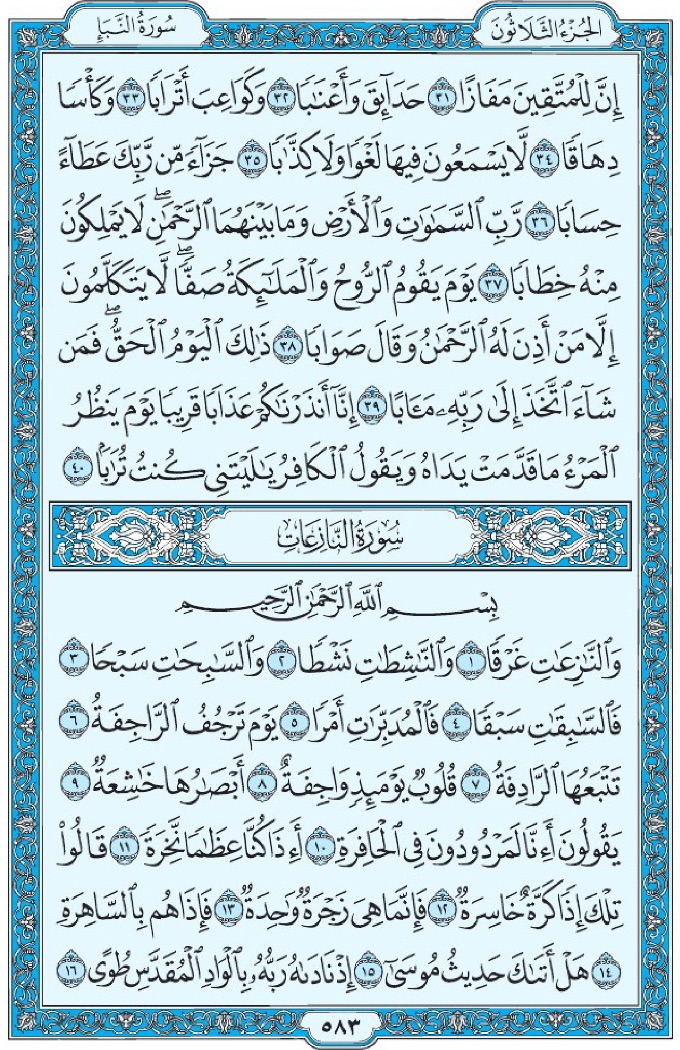 الجُزْءُ الثَّلَاثُونَ
سُورَةُ النَّبَإِ
إِنَّ لِلْمُتَّقِينَ مَفَازًا ٣١ حَدَآئِقَ وَأَعْنَٰبًا ٣٢ وَكَوَاعِبَ أَتْرَابًا ٣٣ وَكَأْسًا
دِهَاقًا ٣٤ لَّا يَسْمَعُونَ فِيهَا لَغْوًا وَلَا كِذَّٰبًا ٣٥ جَزَآءً مِّن رَّبِّكَ عَطَآءً
حِسَابًا ٣٦ رَّبِّ ٱلسَّمَٰوَٰتِ وَٱلْأَرْضِ وَمَا بَيْنَهُمَا ٱلرَّحْمَٰنِۖ لَا يَمْلِكُونَ
مِنْهُ خِطَابًا ٣٧ يَوْمَ يَقُومُ ٱلرُّوحُ وَٱلْمَلَٰٓئِكَةُ صَفًّاۖ لَّا يَتَكَلَّمُونَ
إِلَّا مَنْ أَذِنَ لَهُ ٱلرَّحْمَٰنُ وَقَالَ صَوَابًا ٣٨ ذَٰلِكَ ٱلْيَوْمُ ٱلْحَقُّۖ فَمَن
شَآءَ ٱتَّخَذَ إِلَىٰ رَبِّهِۦ مَـَٔابًا ٣٩ إِنَّآ أَنذَرْنَٰكُمْ عَذَابًا قَرِيبًا يَوْمَ يَنظُرُ
ٱلْمَرْءُ مَا قَدَّمَتْ يَدَاهُ وَيَقُولُ ٱلْكَافِرُ يَٰلَيْتَنِي كُنتُ تُرَٰبًۢا ٤٠
سُورَةُ النَّازِعَاتِ
بِسْمِ ٱللَّهِ ٱلرَّحْمَٰنِ ٱلرَّحِيمِ
وَٱلنَّٰزِعَٰتِ غَرْقًا ١ وَٱلنَّٰشِطَٰتِ نَشْطًا ٢ وَٱلسَّٰبِحَٰتِ سَبْحًا ٣
فَٱلسَّٰبِقَٰتِ سَبْقًا ٤ فَٱلْمُدَبِّرَٰتِ أَمْرًا ٥ يَوْمَ تَرْجُفُ ٱلرَّاجِفَةُ ٦
تَتْبَعُهَا ٱلرَّادِفَةُ ٧ قُلُوبٌ يَوْمَئِذٍ وَاجِفَةٌ ٨ أَبْصَٰرُهَا خَٰشِعَةٌ ٩
يَقُولُونَ أَءِنَّا لَمَرْدُودُونَ فِي ٱلْحَافِرَةِ ١٠ أَءِذَا كُنَّا عِظَٰمًا نَّخِرَةً ١١ قَالُوا۟
تِلْكَ إِذًا كَرَّةٌ خَاسِرَةٌ ١٢ فَإِنَّمَا هِيَ زَجْرَةٌ وَٰحِدَةٌ ١٣ فَإِذَا هُم بِٱلسَّاهِرَةِ
١٤ هَلْ أَتَىٰكَ حَدِيثُ مُوسَىٰٓ ١٥ إِذْ نَادَىٰهُ رَبُّهُۥ بِٱلْوَادِ ٱلْمُقَدَّسِ طُوًى ١٦
٥٨٣